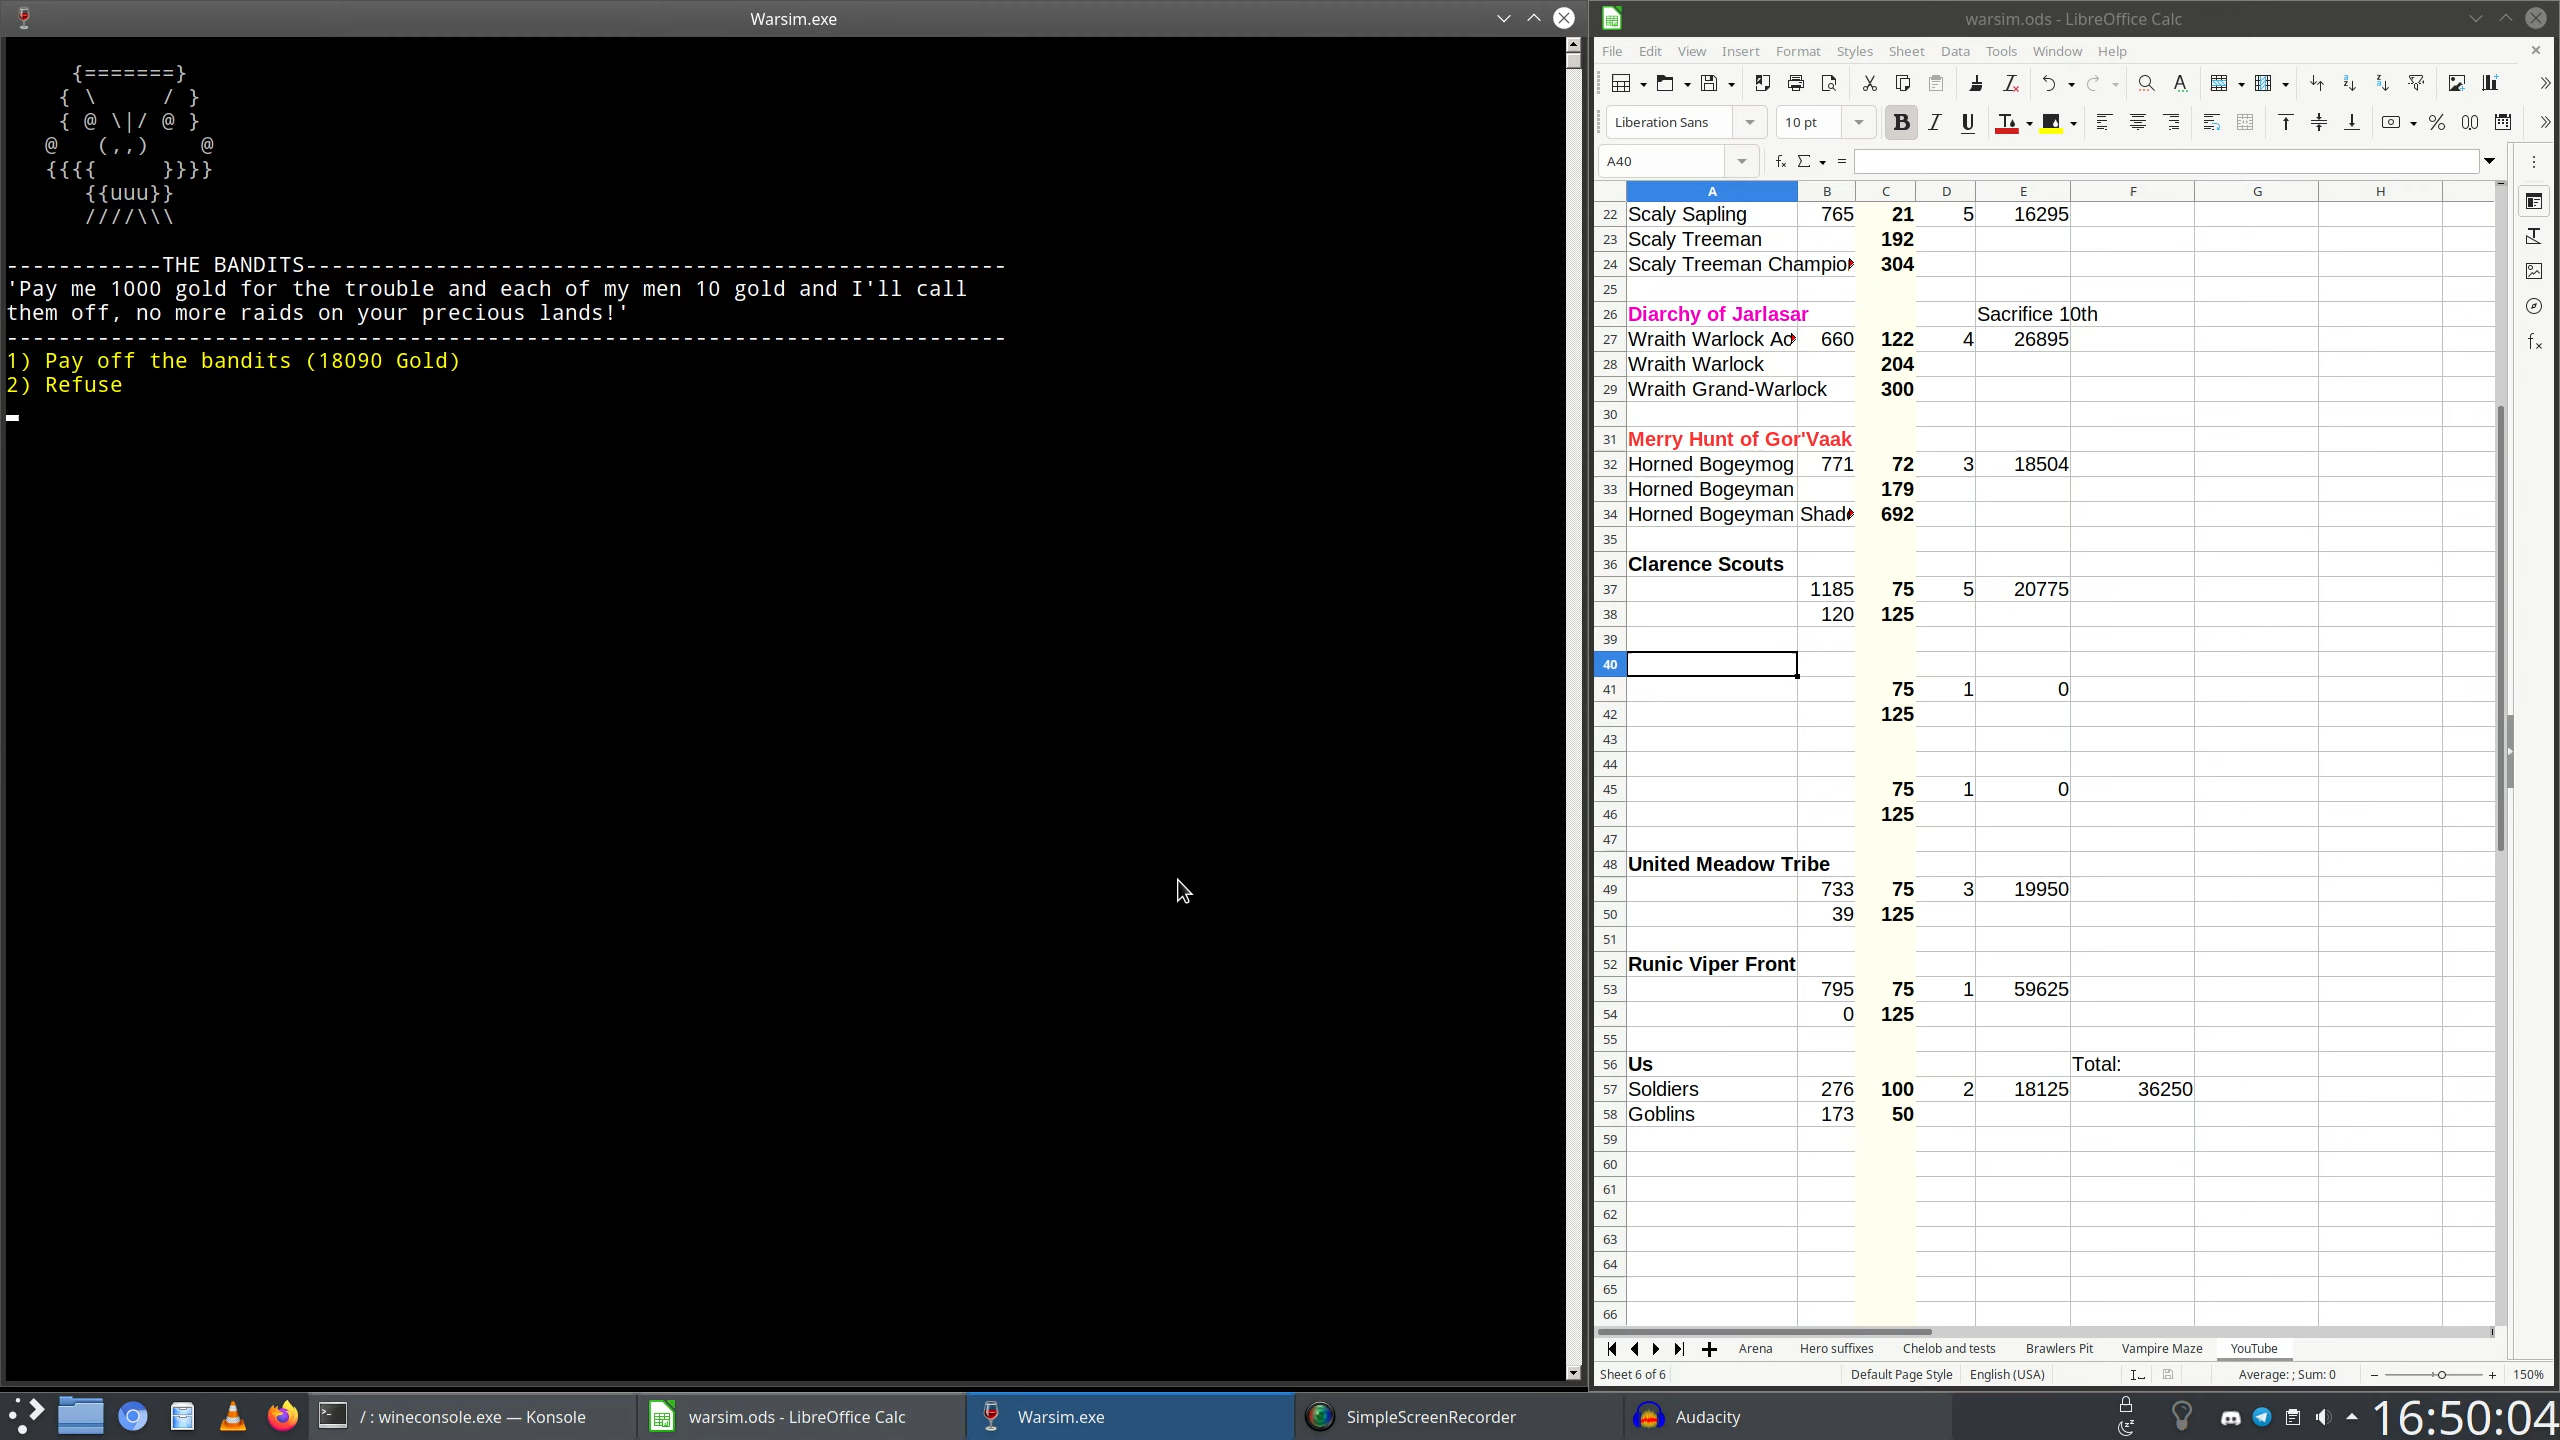 Warsim.exe
{=======}
{ \ / }
{ @ \|/ @ }
@ (,,) @
{{{{ }}}}
{{uuu}}
////\\\
------------THE BANDITS-------------------------------------------------------
'Pay me 1000 gold for the trouble and each of my men 10 gold and I'll call
them off, no more raids on your precious lands!'
------------------------------------------------------------------------------
1) Pay off the bandits (18090 Gold)
2) Refuse
warsim.ods - LibreOffice Calc
File Edit View Insert Format Styles Sheet Data Tools Window Help
Liberation Sans 10 pt
A40
A B C D E F G H
22 Scaly Sapling 765 21 5 16295
23 Scaly Treeman 192
24 Scaly Treeman Champio 304
25
26 Diarchy of Jarlasar Sacrifice 10th
27 Wraith Warlock Ac 660 122 4 26895
28 Wraith Warlock 204
29 Wraith Grand-Warlock 300
30
31 Merry Hunt of Gor'Vaak
32 Horned Bogeymog 771 72 3 18504
33 Horned Bogeyman 179
34 Horned Bogeyman Shad 692
35
36 Clarence Scouts
37 1185 75 5 20775
38 120 125
39
40
41 75 1 0
42 125
43
44
45 75 1 0
46 125
47
48 United Meadow Tribe
49 733 75 3 19950
50 39 125
51
52 Runic Viper Front
53 795 75 1 59625
54 0 125
55
56 Us Total:
57 Soldiers 276 100 2 18125 36250
58 Goblins 173 50
59
60
61
62
63
64
65
66
Arena Hero suffixes Chelob and tests Brawlers Pit Vampire Maze YouTube
Sheet 6 of 6 Default Page Style English (USA) Average: ; Sum: 0 150%
/ : wineconsole.exe — Konsole
warsim.ods - LibreOffice Calc
Warsim.exe
SimpleScreenRecorder
Audacity
16:50:04